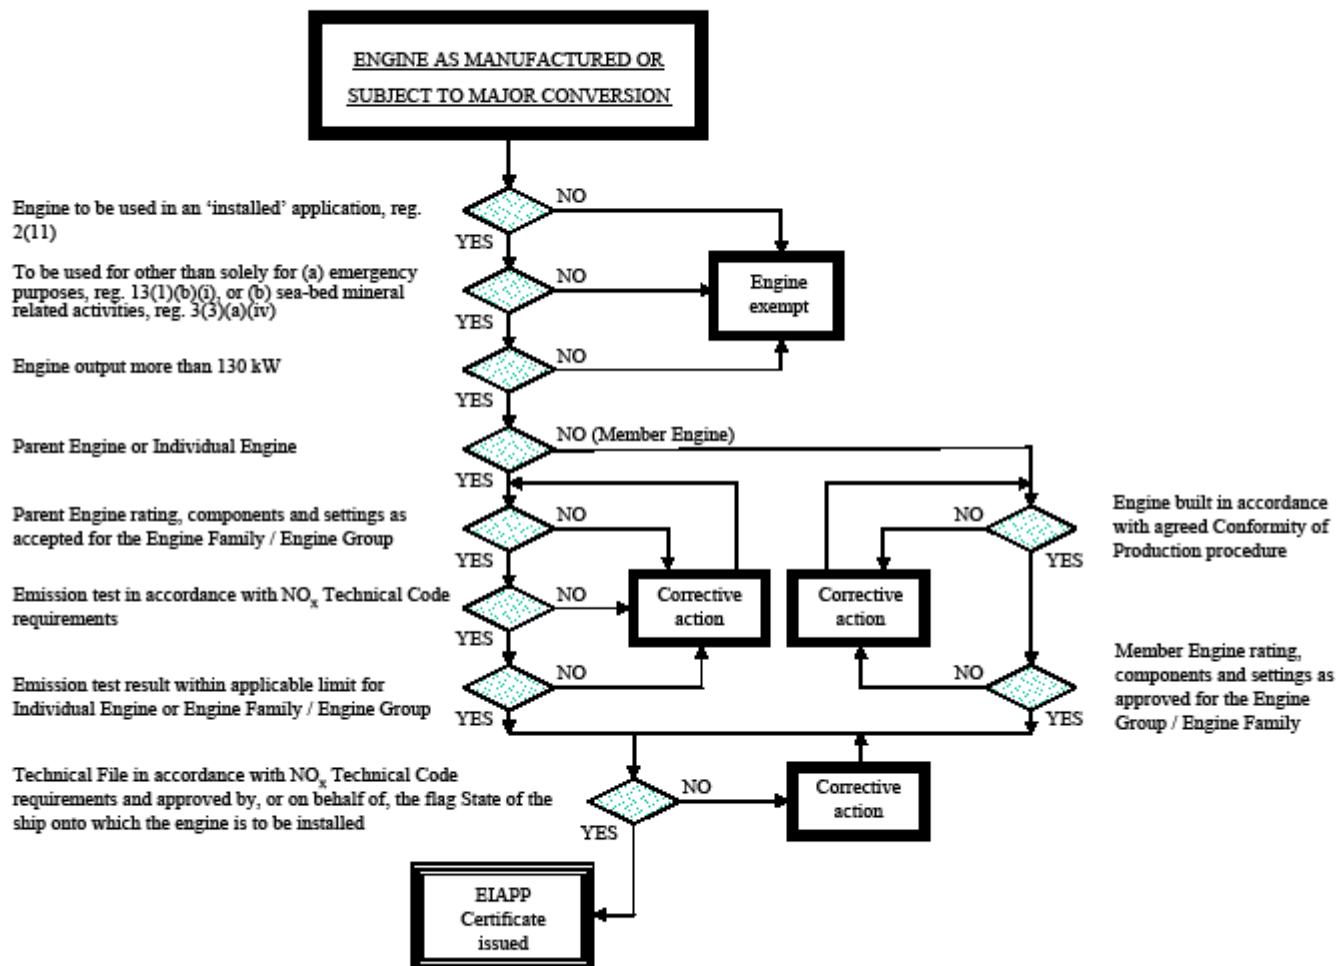 ENGINE AS MANUFACTURED OR
SUBJECT TO MAJOR CONVERSION
Engine to be used in an ‘installed’ application, reg.
2(11)
NO
YES
To be used for other than solely for (a) emergency
purposes, reg. 13(1)(b)(i), or (b) sea-bed mineral
related activities, reg. 3(3)(a)(iv)
NO
YES
Engine
exempt
Engine output more than 130 kW
NO
YES
Parent Engine or Individual Engine
NO (Member Engine)
YES
Parent Engine rating, components and settings as
accepted for the Engine Family / Engine Group
NO
YES
NO
YES
Engine built in accordance
with agreed Conformity of
Production procedure
Emission test in accordance with NOx Technical Code
requirements
NO
YES
Corrective
action
Corrective
action
Emission test result within applicable limit for
Individual Engine or Engine Family / Engine Group
NO
YES
NO
YES
Member Engine rating,
components and settings as
approved for the Engine
Group / Engine Family
Technical File in accordance with NOx Technical Code
requirements and approved by, or on behalf of, the flag State of the
ship onto which the engine is to be installed
NO
YES
Corrective
action
EIAPP
Certificate
issued